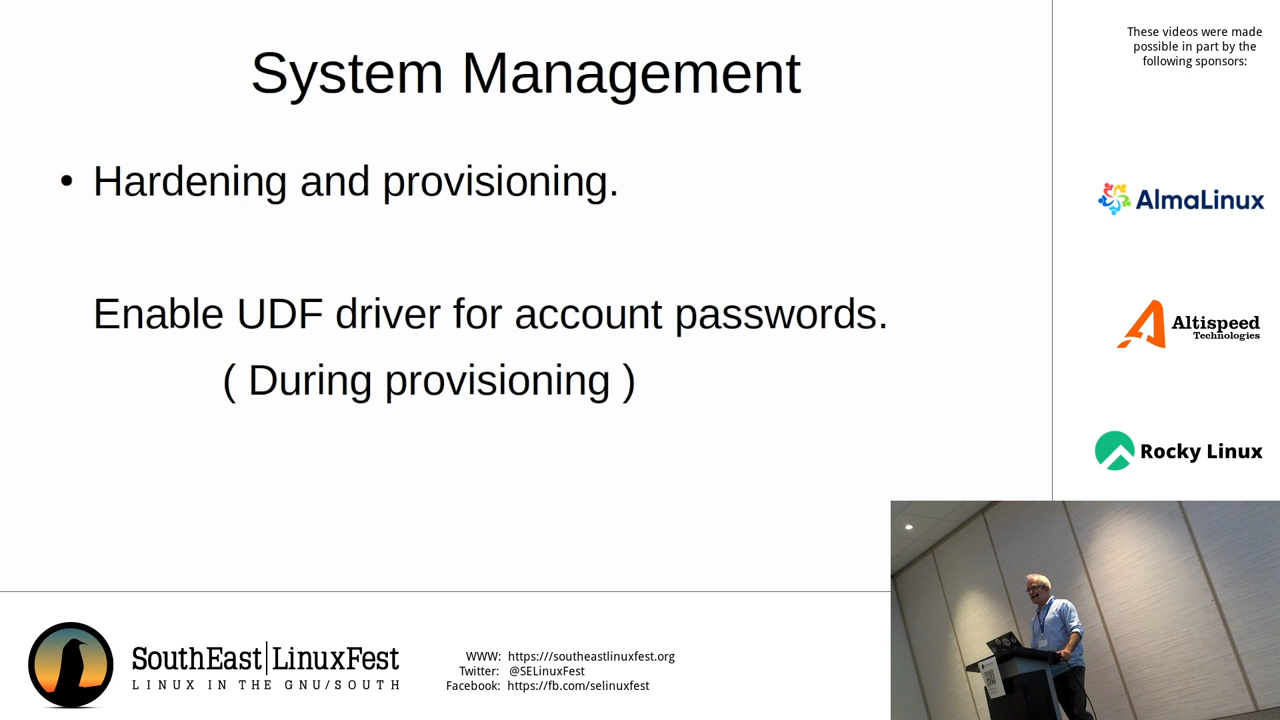 System Management
• Hardening and provisioning.
Enable UDF driver for account passwords.
( During provisioning )
These videos were made
possible in part by the
following sponsors:
AlmaLinux
Altispeed
Technologies
Rocky Linux
SouthEast|LinuxFest
LINUX IN THE GNU/SOUTH
WWW: https://southeastlinuxfest.org
Twitter: @SELinuxFest
Facebook: https://fb.com/selinuxfest